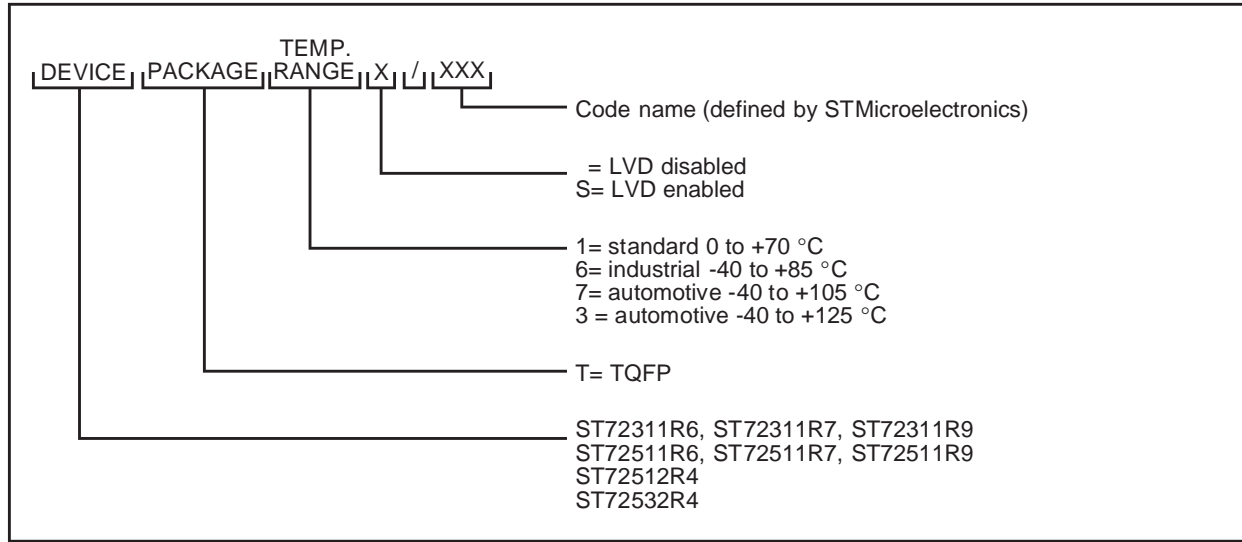 TEMP.
DEVICE PACKAGE RANGE X / XXX
Code name (defined by STMicroelectronics)
= LVD disabled
S= LVD enabled
1= standard 0 to +70 °C
6= industrial -40 to +85 °C
7= automotive -40 to +105 °C
3 = automotive -40 to +125 °C
T= TQFP
ST72311R6, ST72311R7, ST72311R9
ST72511R6, ST72511R7, ST72511R9
ST72512R4
ST72532R4